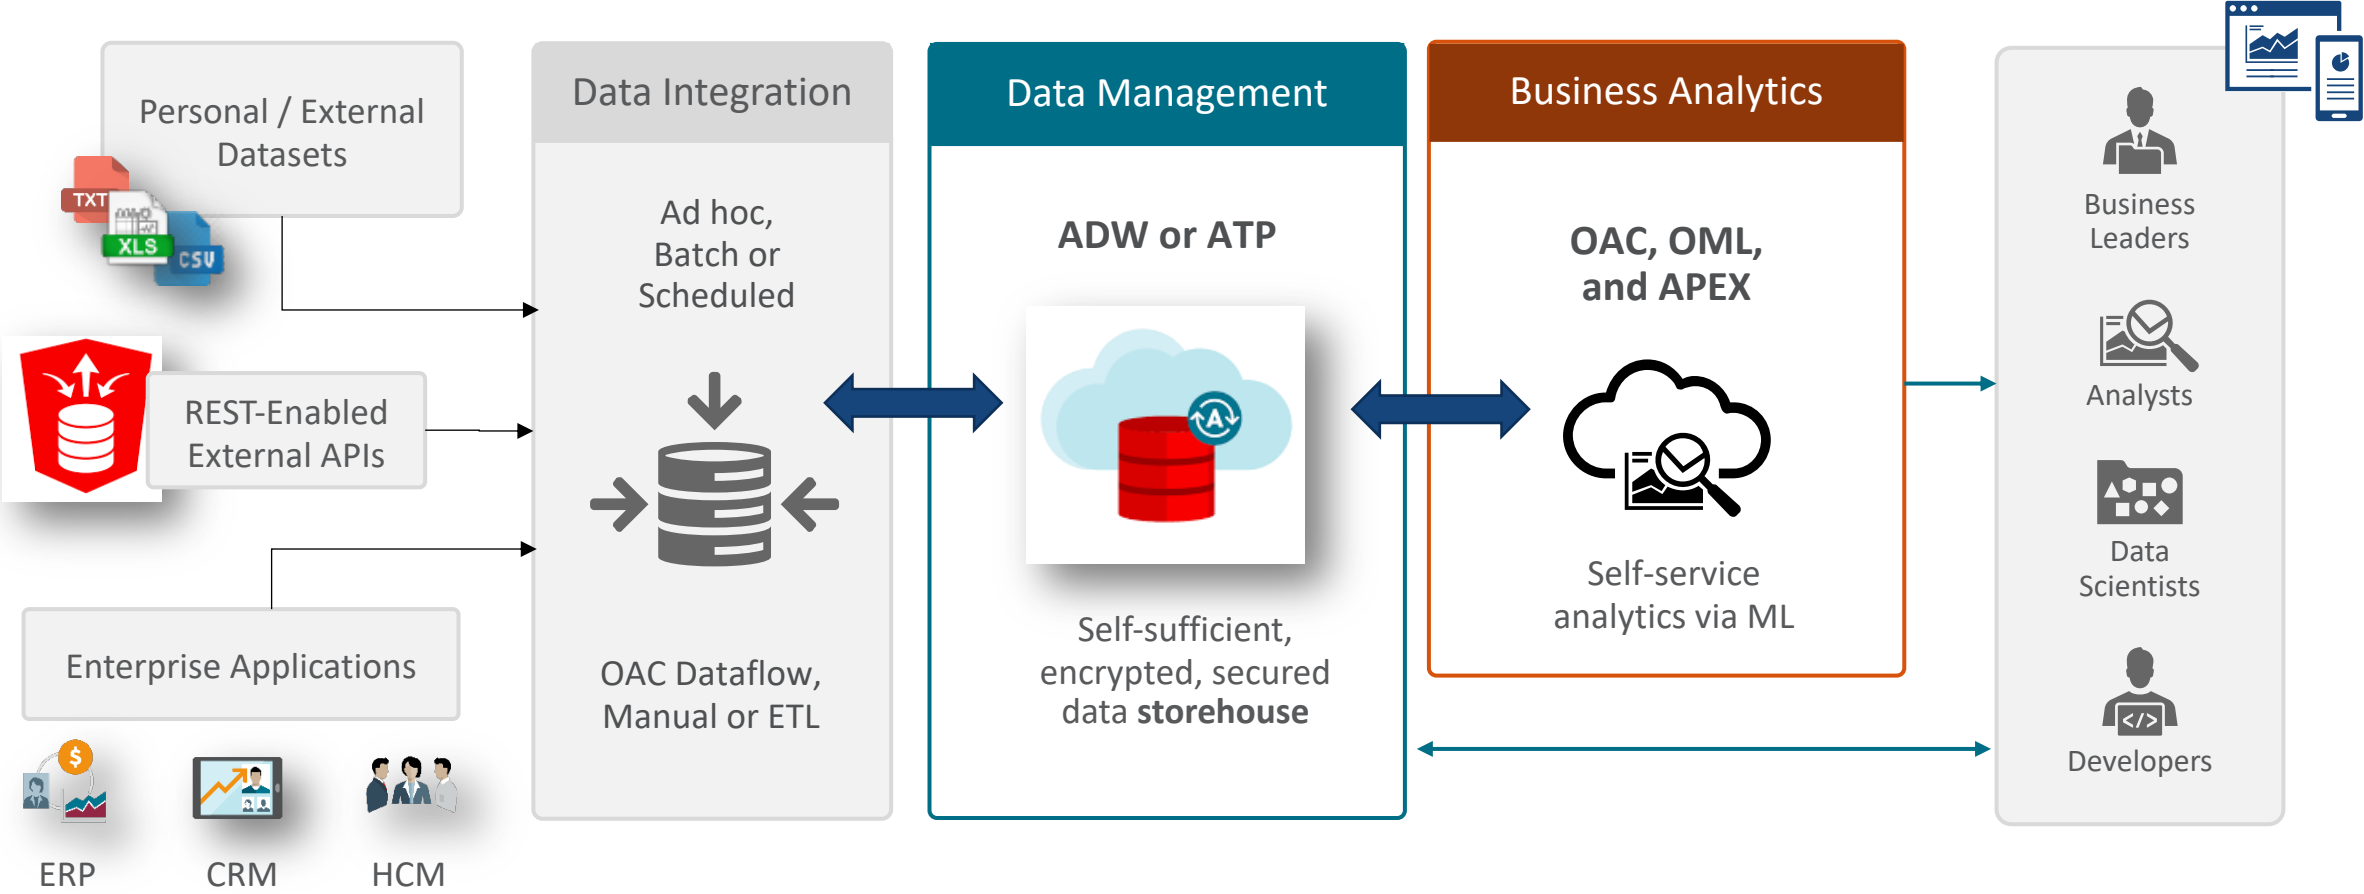 Personal / External
Datasets
TXT
XLS
CSV
REST-Enabled
External APIs
Enterprise Applications
ERP
CRM
HCM
Data Integration
Ad hoc,
Batch or
Scheduled
OAC Dataflow,
Manual or ETL
Data Management
ADW or ATP
A
Self-sufficient,
encrypted, secured
data storehouse
Business Analytics
OAC, OML,
and APEX
Self-service
analytics via ML
Business
Leaders
Analysts
Data
Scientists
</>
Developers
$